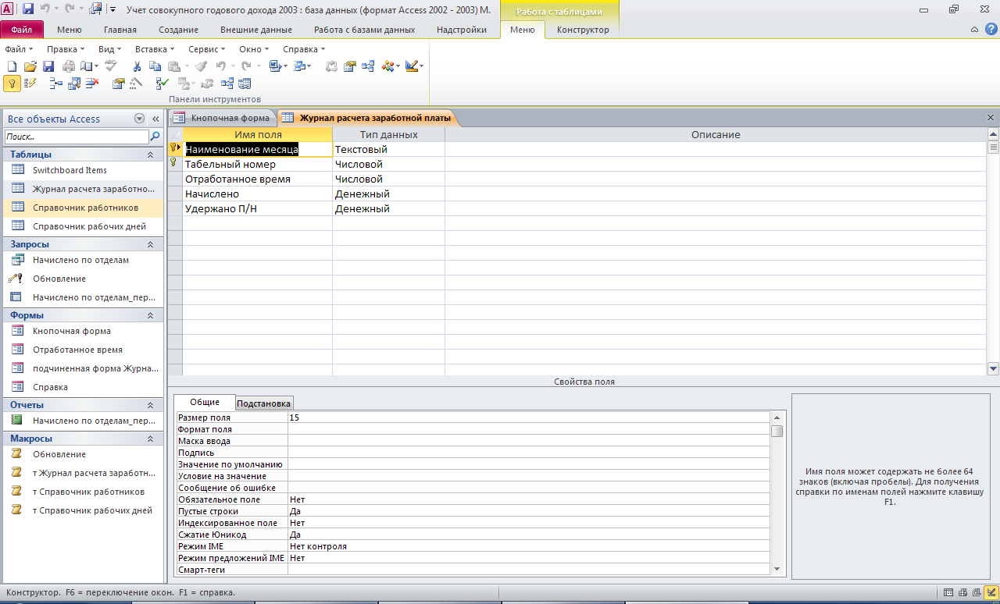 Учет совокупного годового дохода 2003 : база данных (формат Access 2002 - 2003) M.
Работа с таблицами
Файл Меню Главная Создание Внешние данные Работа с базами данных Надстройки Меню Конструктор
Файл Правка Вид Вставка Сервис Окно Справка
Панели инструментов
Все объекты Access
Поиск...
Таблицы
Switchboard Items
Журнал расчета заработно...
Справочник работников
Справочник рабочих дней
Запросы
Начислено по отделам
Обновление
Начислено по отделам_пер...
Формы
Кнопочная форма
Отработанное время
подчиненная форма Журна...
Справка
Отчеты
Начислено по отделам_пер...
Макросы
Обновление
т Журнал расчета заработн...
т Справочник работников
т Справочник рабочих дней
Кнопочная форма Журнал расчета заработной платы
Имя поля Тип данных Описание
Наименование месяца Текстовый
Табельный номер Числовой
Отработанное время Числовой
Начислено Денежный
Удержано П/Н Денежный
Свойства поля
Общие Подстановка
Размер поля 15
Формат поля
Маска ввода
Подпись
Значение по умолчанию
Условие на значение
Сообщение об ошибке
Обязательное поле Нет
Пустые строки Да
Индексированное поле Нет
Сжатие Юникод Да
Режим IME Нет контроля
Режим предложений IME Нет
Смарт-теги
Имя поля может содержать не более 64
знаков (включая пробелы). Для получения
справки по именам полей нажмите клавишу
F1.
Конструктор. F6 = переключение окон. F1 = справка.